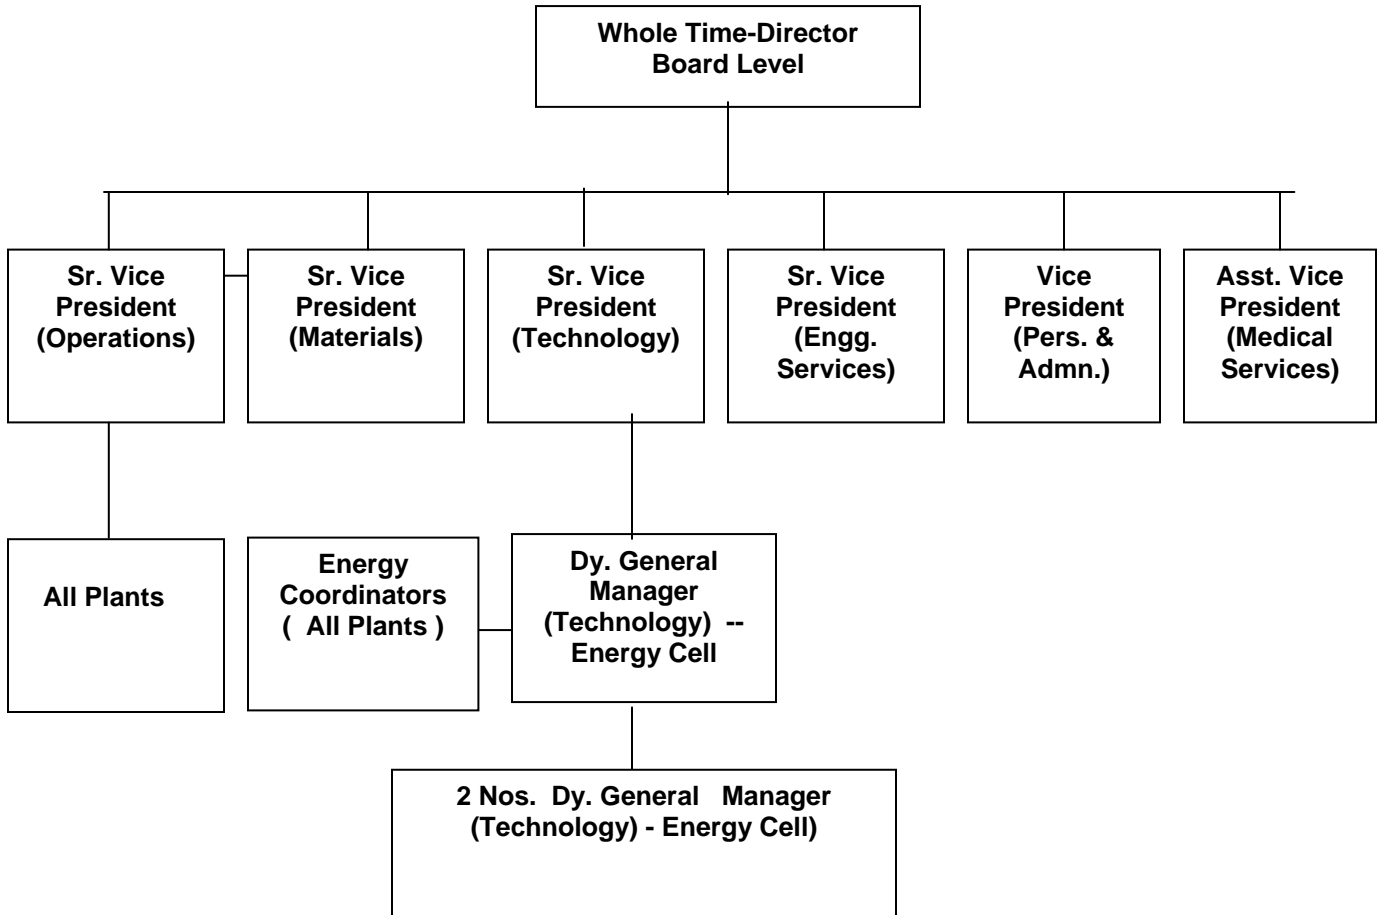 Whole Time-Director
Board Level
Sr. Vice
President
(Operations)
Sr. Vice
President
(Materials)
Sr. Vice
President
(Technology)
Sr. Vice
President
(Engg.
Services)
Vice
President
(Pers. &
Admn.)
Asst. Vice
President
(Medical
Services)
All Plants
Energy
Coordinators
( All Plants )
Dy. General
Manager
(Technology) --
Energy Cell
2 Nos. Dy. General Manager
(Technology) - Energy Cell)